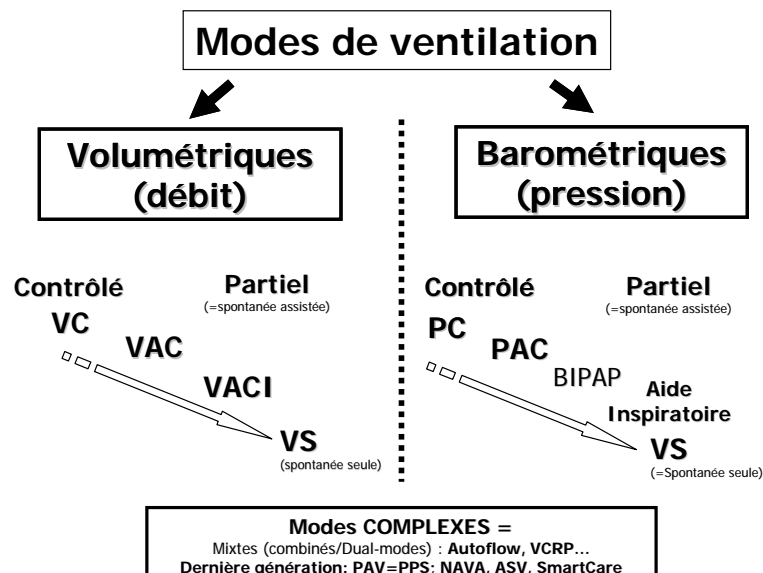 Modes de ventilation
Volumétriques
(débit)
Barométriques
(pression)
Contrôlé
Partiel
(=spontanée assistée)
VC
VAC
VACI
VS
(spontanée seule)
Contrôlé
Partiel
(=spontanée assistée)
PC
PAC
BIPAP
Aide
Inspiratoire
VS
(=Spontanée seule)
Modes COMPLEXES =
Mixtes (combinés/Dual-modes) : Autoflow, VCRP...
Dernière génération: PAV=PPS; NAVA, ASV, SmartCare